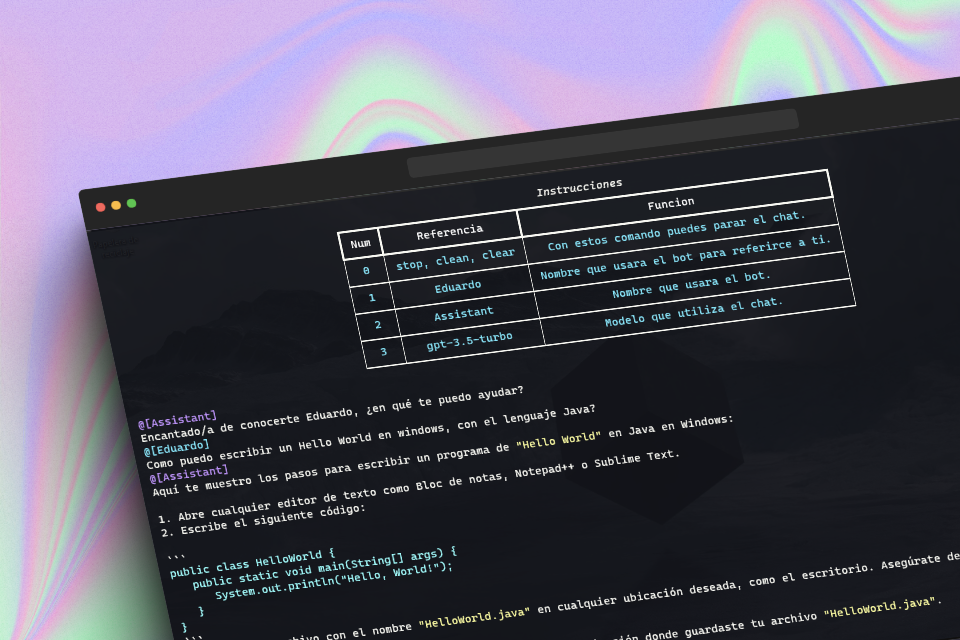 Instrucciones
Num Referencia Funcion
0 stop, clean, clear Con estos comando puedes parar el chat.
1 Eduardo Nombre que usara el bot para referirce a ti.
2 Assistant Nombre que usara el bot.
3 gpt-3.5-turbo Modelo que utiliza el chat.
@[Assistant]
Encantado/a de conocerte Eduardo, ¿en qué te puedo ayudar?
@[Eduardo]
Como puedo escribir un Hello World en windows, con el lenguaje Java?
@[Assistant]
Aquí te muestro los pasos para escribir un programa de "Hello World" en Java en Windows:
1. Abre cualquier editor de texto como Bloc de notas, Notepad++ o Sublime Text.
2. Escribe el siguiente código:
```
public class HelloWorld {
public static void main(String[] args) {
System.out.println("Hello, World!");
}
}
```
con el nombre "HelloWorld.java" en cualquier ubicación deseada, como el escritorio. Asegúrate de
donde guardaste tu archivo "HelloWorld.java".